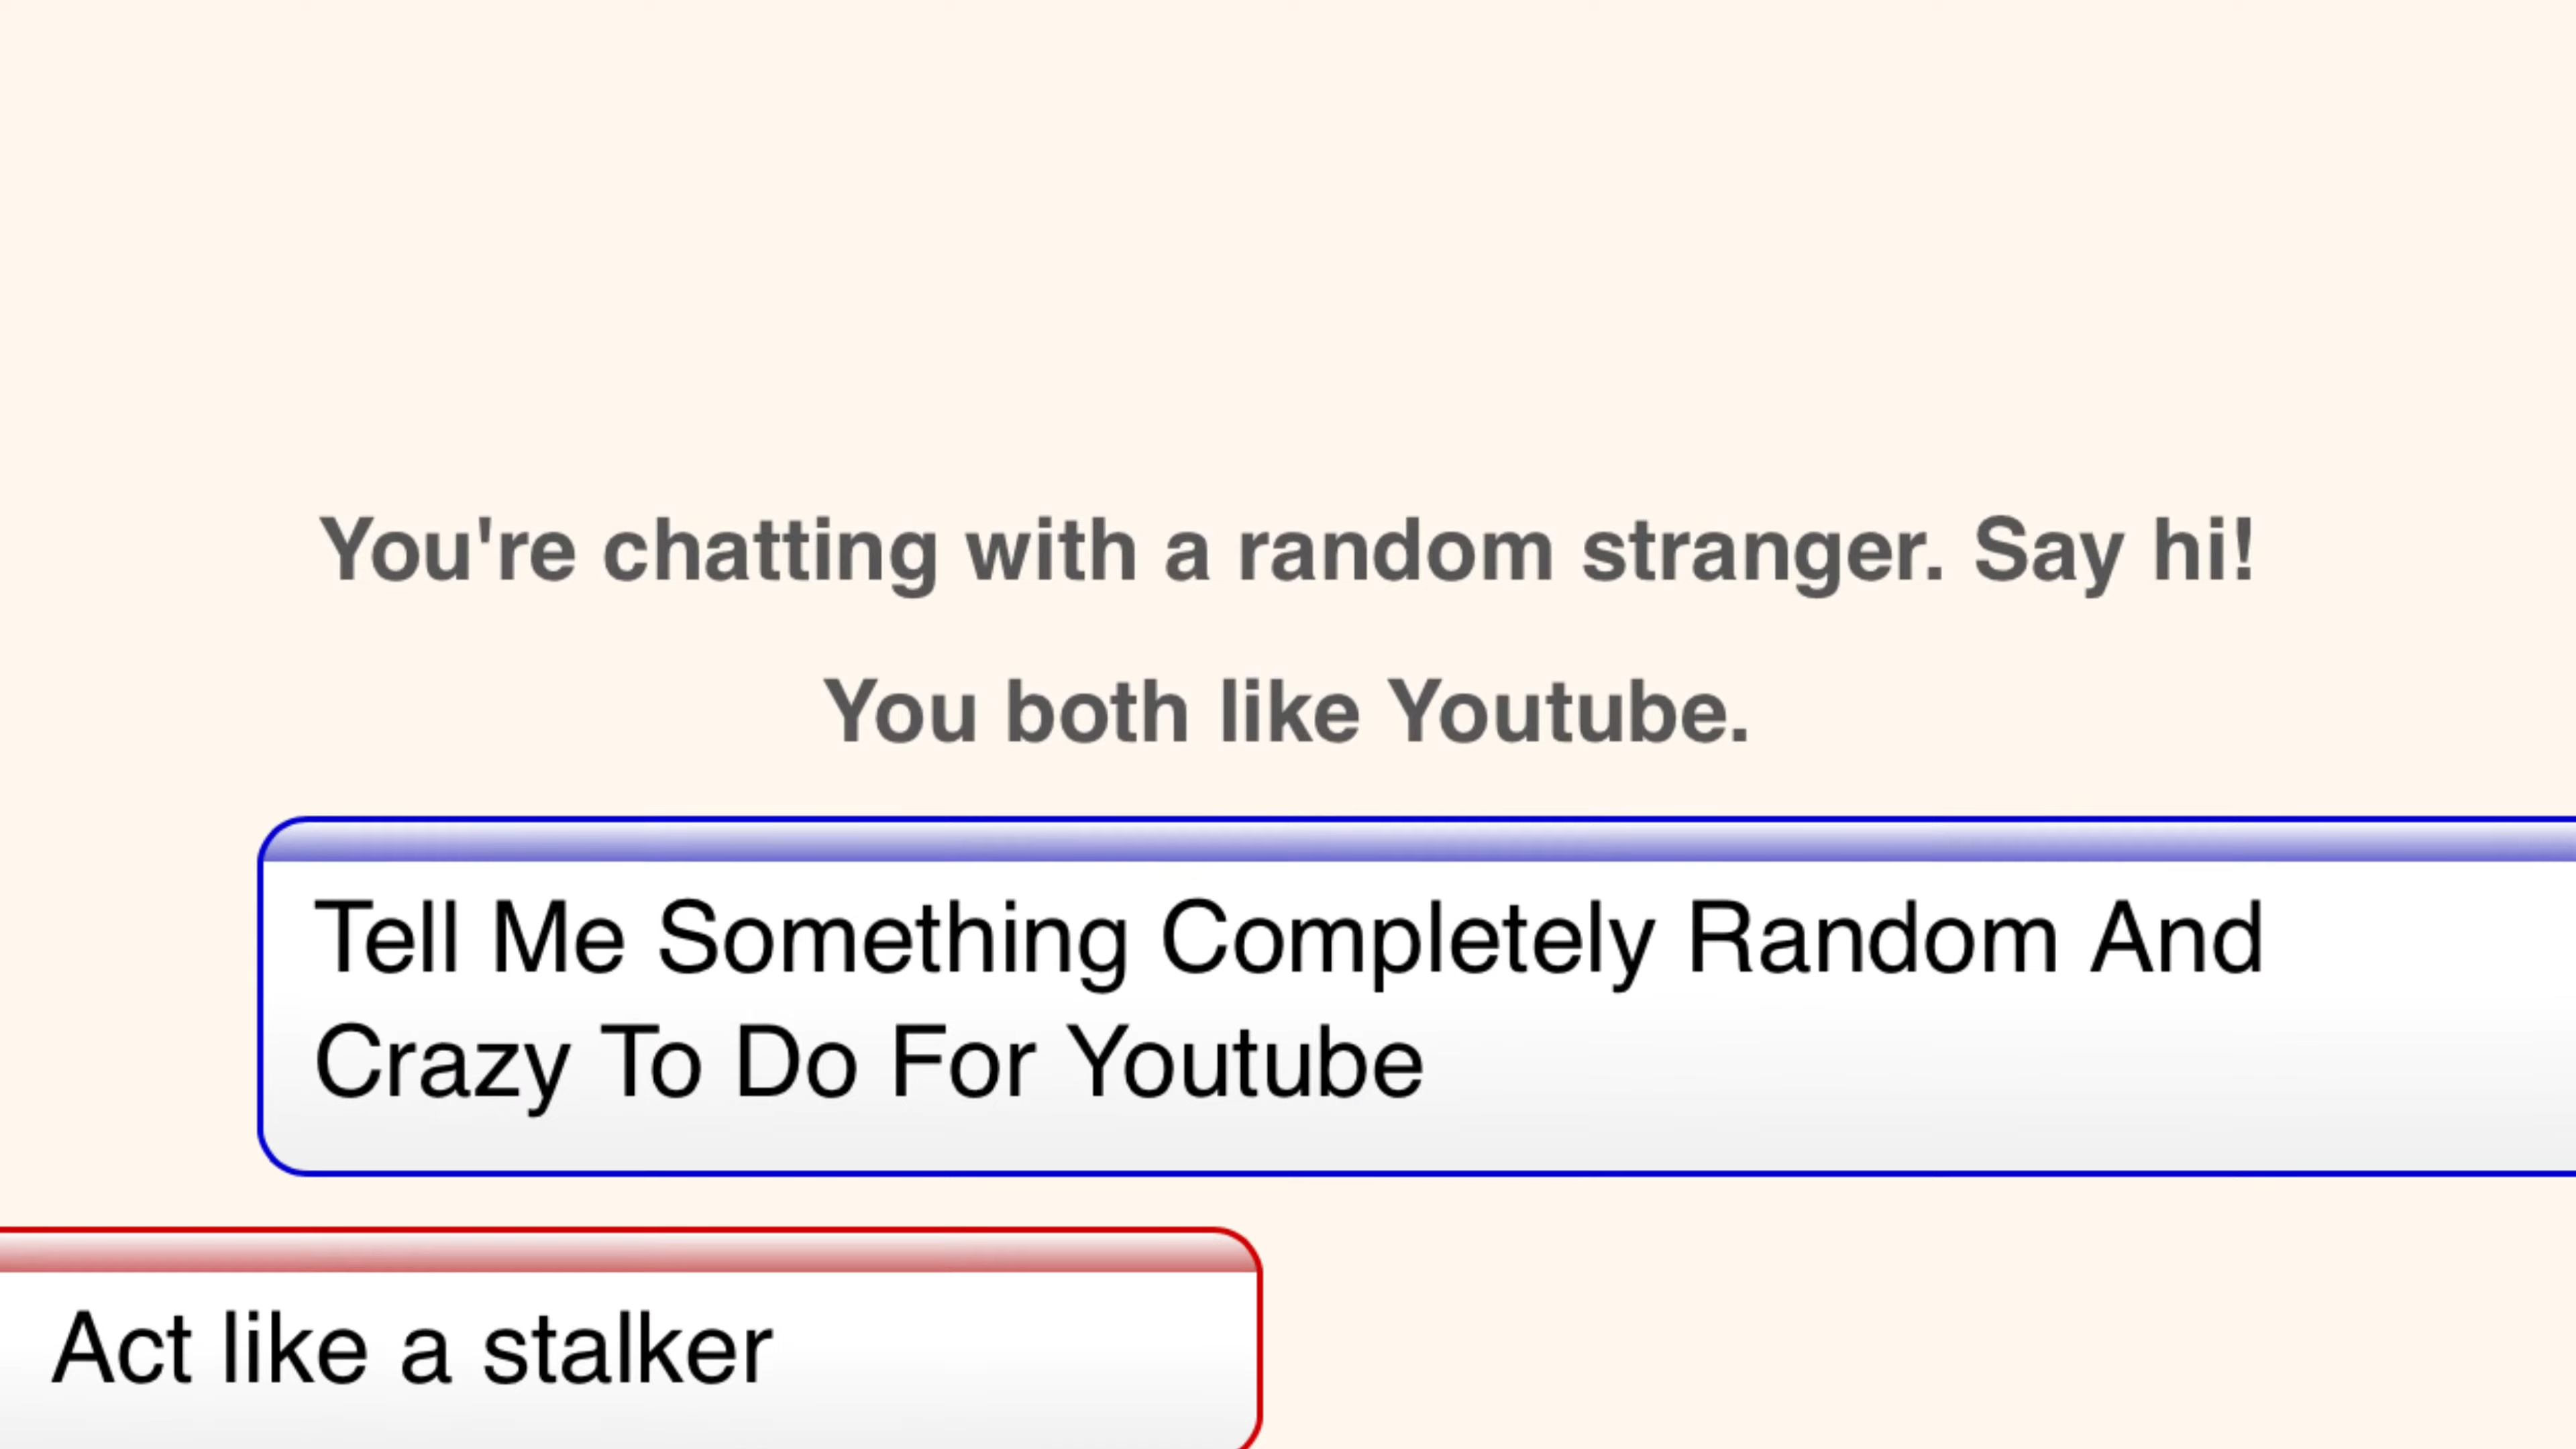 You're chatting with a random stranger. Say hi!
You both like Youtube.
Tell Me Something Completely Random And
Crazy To Do For Youtube
Act like a stalker